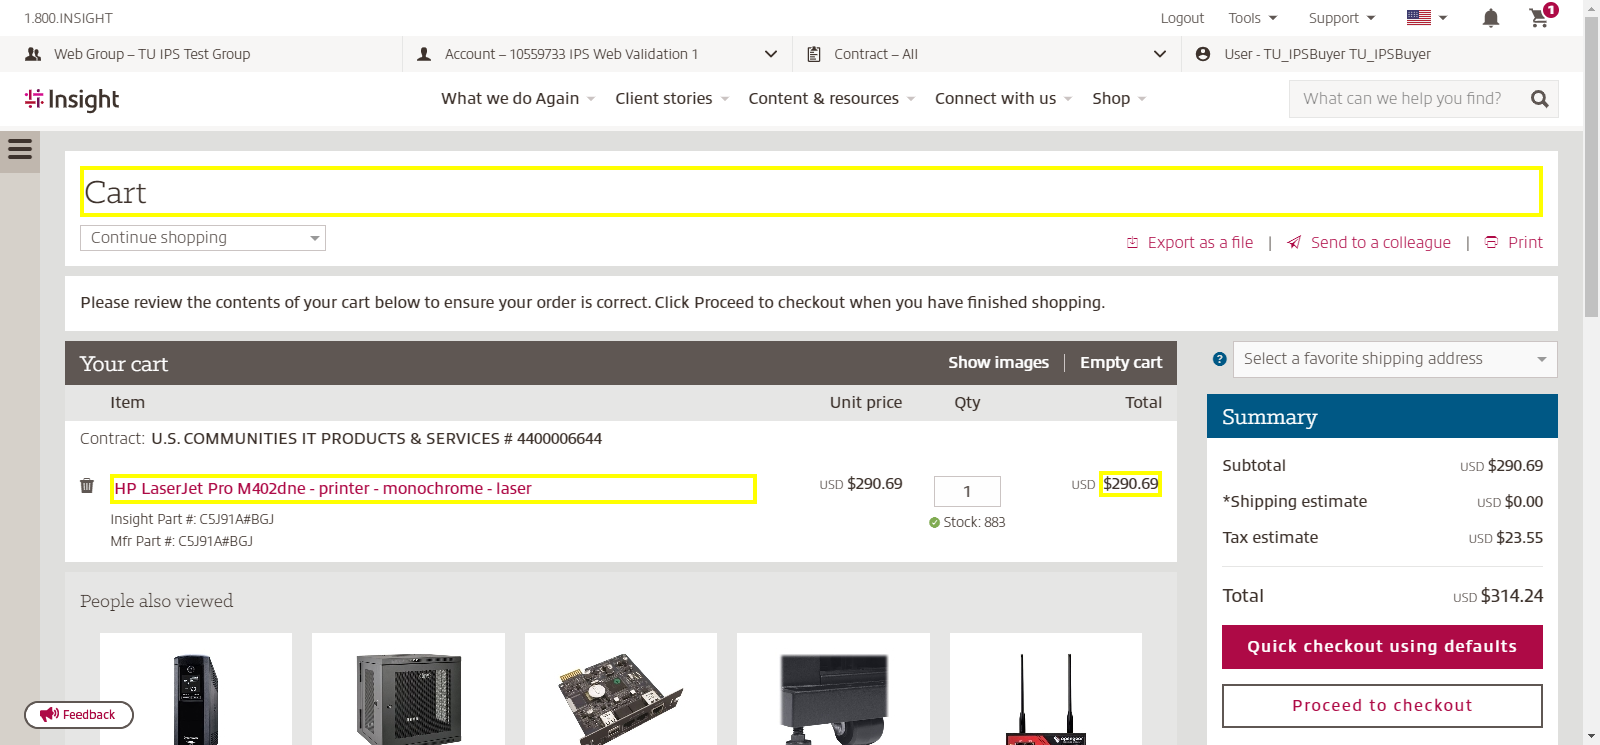 1.800.INSIGHT
Logout Tools Support 1
Web Group – TU IPS Test Group
Account – 10559733 IPS Web Validation 1
Contract – All
User - TU_IPSBuyer TU_IPSBuyer
Insight
What we do Again Client stories Content & resources Connect with us Shop
What can we help you find?
Cart
Continue shopping
Export as a file | Send to a colleague | Print
Please review the contents of your cart below to ensure your order is correct. Click Proceed to checkout when you have finished shopping.
Your cart Show images | Empty cart
Item Unit price Qty Total
Contract: U.S. COMMUNITIES IT PRODUCTS & SERVICES # 4400006644
HP LaserJet Pro M402dne - printer - monochrome - laser USD $290.69 1 USD $290.69
Insight Part #: C5J91A#BGJ Stock: 883
Mfr Part #: C5J91A#BGJ
People also viewed
Feedback
? Select a favorite shipping address
Summary
Subtotal USD $290.69
*Shipping estimate USD $0.00
Tax estimate USD $23.55
Total USD $314.24
Quick checkout using defaults
Proceed to checkout